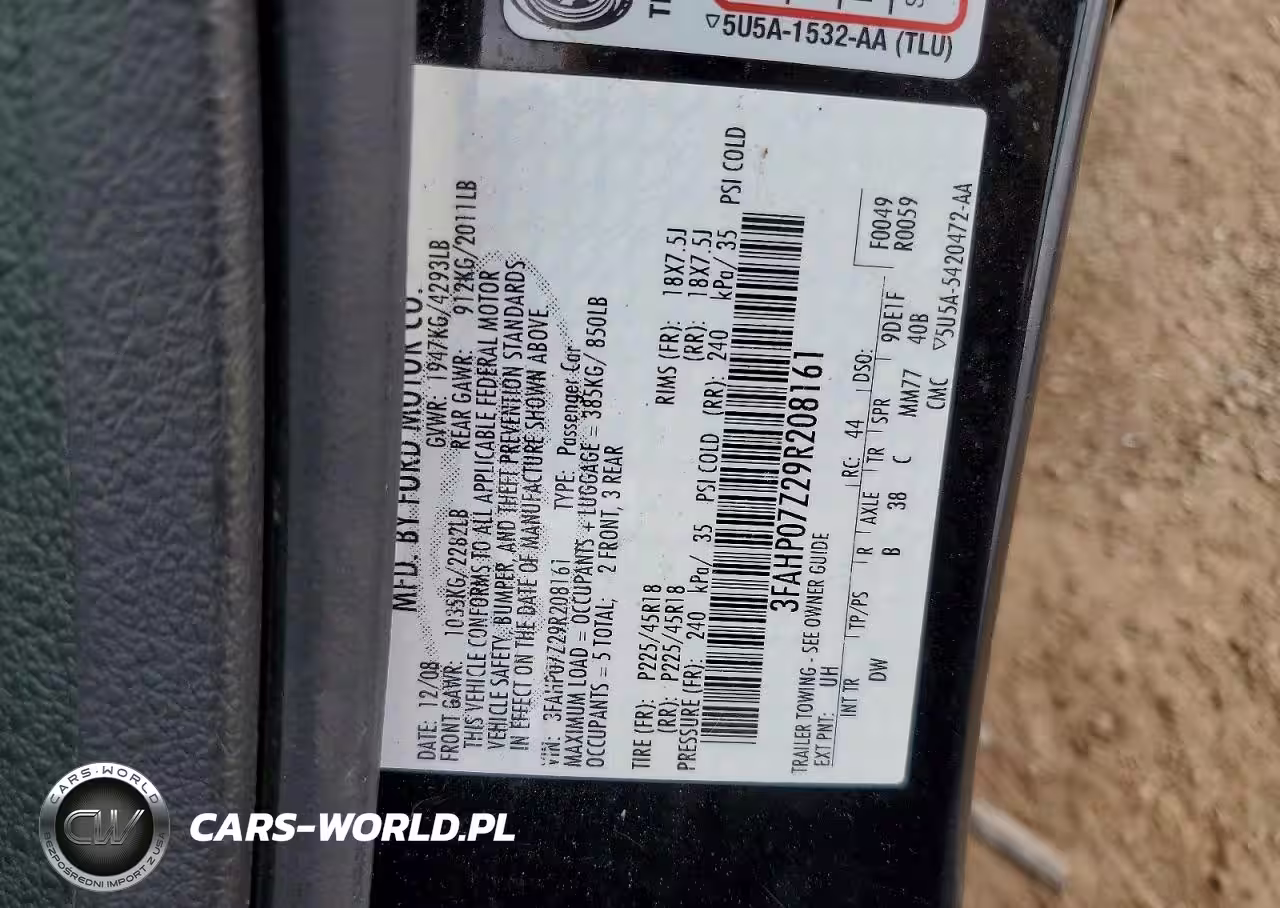 5U5A-1532-AA (TLU)
MFD. BY FORD MOTOR CO.
DATE: 12/08 GVWR: 1947KG/4293LB
FRONT GAWR: 1035KG/2282LB REAR GAWR: 912KG/2011LB
THIS VEHICLE CONFORMS TO ALL APPLICABLE FEDERAL MOTOR
VEHICLE SAFETY, BUMPER, AND THEFT PREVENTION STANDARDS
IN EFFECT ON THE DATE OF MANUFACTURE SHOWN ABOVE.
VIN: 3FAHP07Z29R208161 TYPE: Passenger Car
MAXIMUM LOAD = OCCUPANTS + LUGGAGE = 385KG/ 850LB
OCCUPANTS = 5 TOTAL; 2 FRONT, 3 REAR
TIRE (FR): P225/45R18 RIMS (FR): 18X7.5J
(RR): P225/45R18 (RR): 18X7.5J
PRESSURE (FR): 240 kPa/ 35 PSI COLD (RR): 240 kPa/ 35 PSI COLD
3FAHP07Z29R208161
TRAILER TOWING - SEE OWNER GUIDE
EXT PNT: UH RC: 44 DSO: F0049
R0059
INT TR TP/PS R AXLE TR SPR 9DE1F
DW B 38 C MM77 40B
CMC 5U5A-5420472-AA
CARS-WORLD
CW
BEZPOŚREDNI IMPORT Z USA
CARS-WORLD.PL